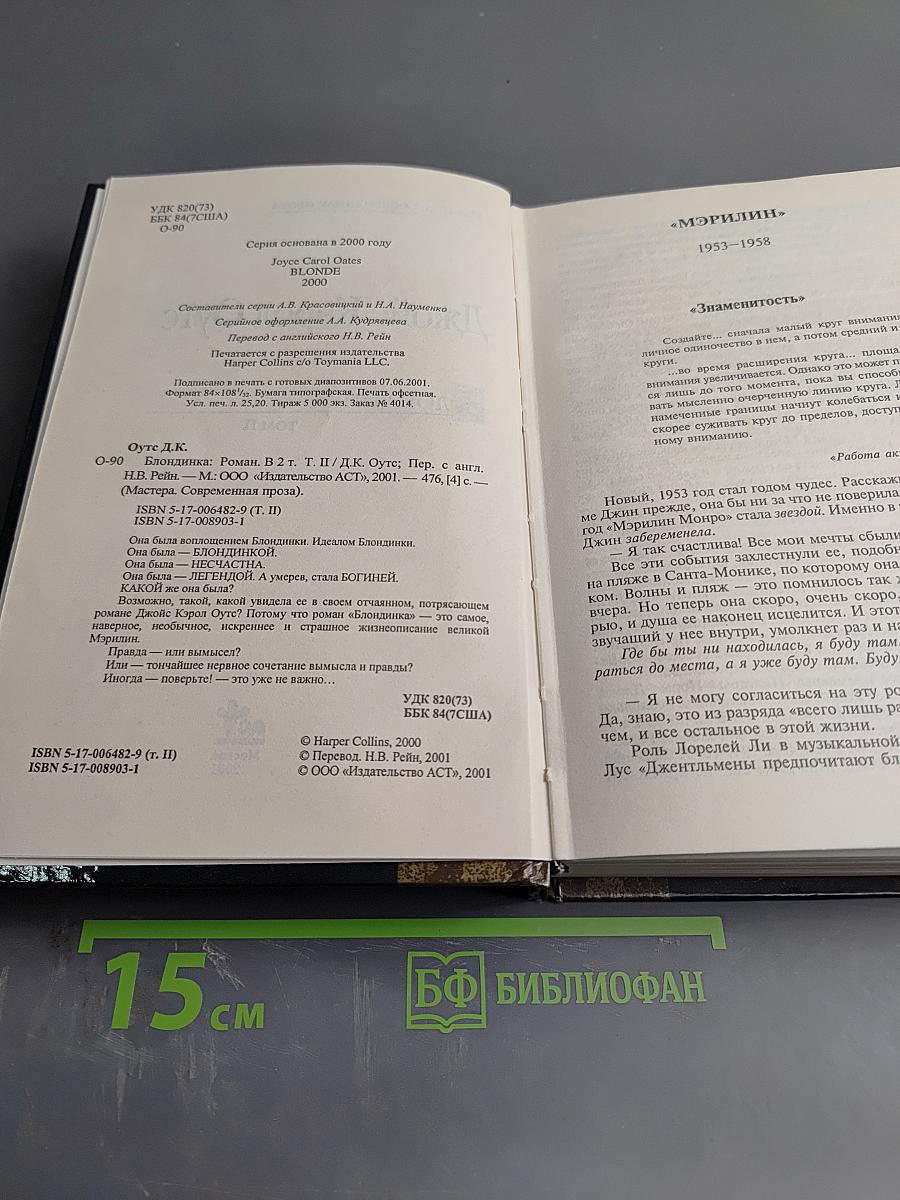 УДК 820(73)
ББК 84(7США)
О-90
Серия основана в 2000 году
Joyce Carol Oates
BLONDE
2000
Составители серии А.В. Красовицкий и Н.А. Науменко
Серийное оформление А.А. Кудрявцева
Перевод с английского Н.В. Рейн
Печатается с разрешения издательства
Harper Collins c/o Toymania LLC.
Подписано в печать с готовых диапозитивов 07.06.2001.
Формат 84×108¹/₃₂. Бумага типографская. Печать офсетная.
Усл. печ. л. 25,20. Тираж 5 000 экз. Заказ № 4014.
Оутс Д.К.
О-90 Блондинка: Роман. В 2 т. Т. II / Д.К. Оутс; Пер. с англ.
Н.В. Рейн. — М.: ООО «Издательство АСТ», 2001. — 476, [4] с. —
(Мастера. Современная проза).
ISBN 5-17-006482-9 (Т. II)
ISBN 5-17-008903-1
Она была воплощением Блондинки. Идеалом Блондинки.
Она была — БЛОНДИНКОЙ.
Она была — НЕСЧАСТНА.
Она была — ЛЕГЕНДОЙ. А умерев, стала БОГИНЕЙ.
КАКОЙ же она была?
Возможно, такой, какой увидела ее в своем отчаянном, потрясающем
романе Джойс Кэрол Оутс? Потому что роман «Блондинка» — это самое,
наверное, необычное, искреннее и страшное жизнеописание великой
Мэрилин.
Правда — или вымысел?
Или — тончайшее нервное сочетание вымысла и правды?
Иногда — поверьте! — это уже не важно...
УДК 820(73)
ББК 84(7США)
ISBN 5-17-006482-9 (т. II)
ISBN 5-17-008903-1
© Harper Collins, 2000
© Перевод. Н.В. Рейн, 2001
© ООО «Издательство АСТ», 2001
«МЭРИЛИН»
1953—1958
«Знаменитость»
Создайте... сначала малый круг внимания
личное одиночество в нем, а потом средний и
круги.
...во время расширения круга... площа
внимания увеличивается. Однако это может п
ся лишь до того момента, пока вы способ
вать мысленно очерченную линию круга. Л
намеченные границы начнут колебаться и
скорее суживать круг до пределов, доступ
ному вниманию.
«Работа ак
Новый, 1953 год стал годом чудес. Расскажи
ме Джин прежде, она бы ни за что не поверила
год «Мэрилин Монро» стала звездой. Именно в
Джин забеременела.
— Я так счастлива! Все мои мечты сбыли
Все эти события захлестнули ее, подобн
на пляже в Санта-Монике, по которому она
ком. Волны и пляж — это помнилось так ж
вчера. Но теперь она скоро, очень скоро,
рью, и душа ее наконец исцелится. И этот
звучащий у нее внутри, умолкнет раз и на
Где бы ты ни находилась, я буду там.
раться до места, а я уже буду там. Буду
— Я не могу согласиться на эту ро
Да, знаю, это из разряда «всего лишь ра
чем, и все остальное в этой жизни.
Роль Лорелей Ли в музыкальной
Лус «Джентльмены предпочитают бл
15 см
БФ БИБЛИОФАН